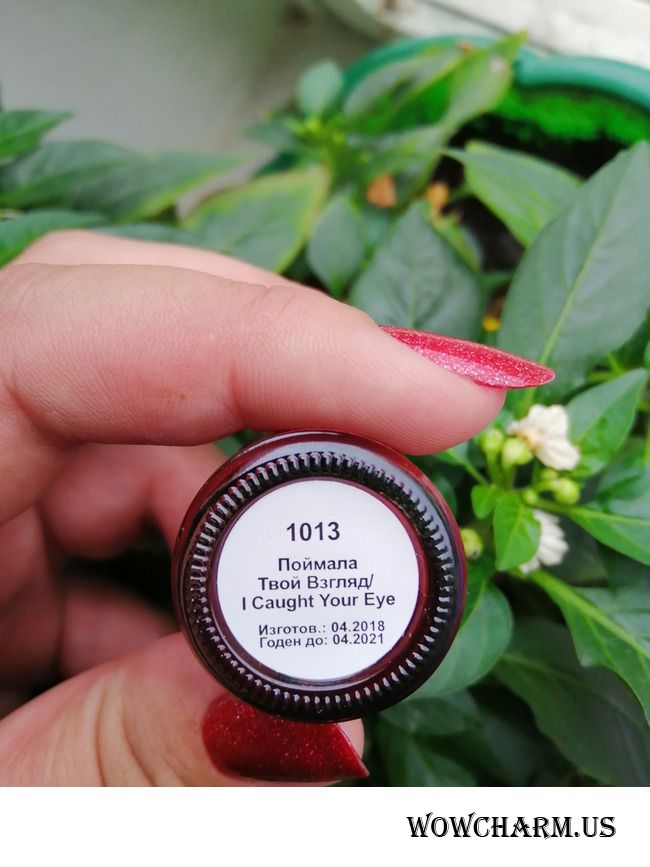 1013
Поймала
Твой Взгляд/
I Caught Your Eye
Изготов.: 04.2018
Годен до: 04.2021
WOWCHARM.US